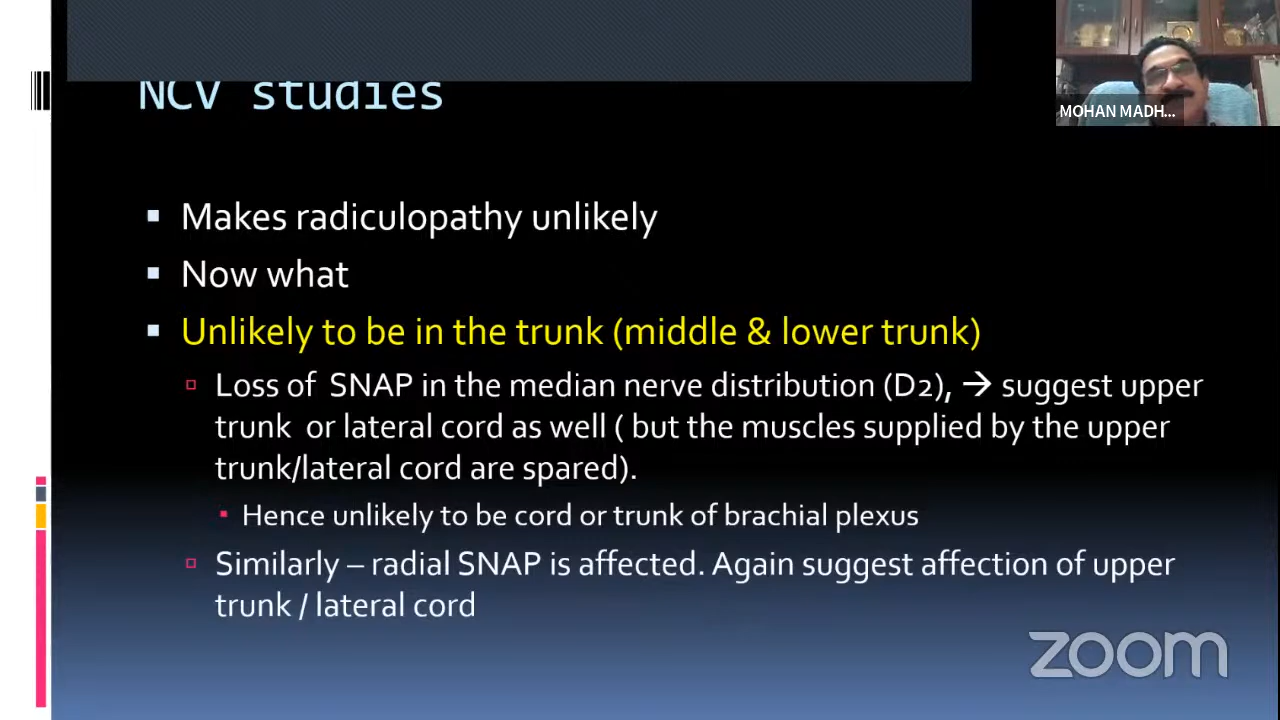 NCV studies
MOHAN MADH...
Makes radiculopathy unlikely
Now what
Unlikely to be in the trunk (middle & lower trunk)
Loss of SNAP in the median nerve distribution (D2), → suggest upper
trunk or lateral cord as well ( but the muscles supplied by the upper
trunk/lateral cord are spared).
Hence unlikely to be cord or trunk of brachial plexus
Similarly – radial SNAP is affected. Again suggest affection of upper
trunk / lateral cord
zoom